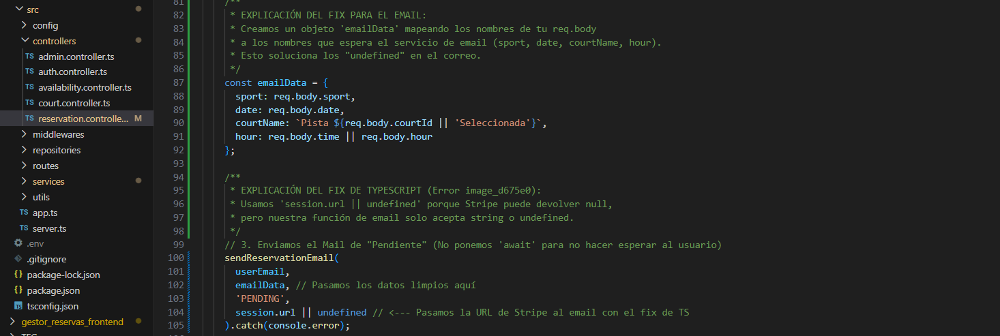 src
config
controllers
TS admin.controller.ts
TS auth.controller.ts
TS availability.controller.ts
TS court.controller.ts
TS reservation.controlle... M
middlewares
repositories
routes
services
utils
TS app.ts
TS server.ts
.env
.gitignore
{} package-lock.json
{} package.json
TS tsconfig.json
gestor_reservas_frontend
TFG
81 /**
82 * EXPLICACIÓN DEL FIX PARA EL EMAIL:
83 * Creamos un objeto 'emailData' mapeando los nombres de tu req.body
84 * a los nombres que espera el servicio de email (sport, date, courtName, hour).
85 * Esto soluciona los "undefined" en el correo.
86 */
87 const emailData = {
88 sport: req.body.sport,
89 date: req.body.date,
90 courtName: `Pista ${req.body.courtId || 'Seleccionada'}`,
91 hour: req.body.time || req.body.hour
92 };
93
94 /**
95 * EXPLICACIÓN DEL FIX DE TYPESCRIPT (Error image_d675e0):
96 * Usamos 'session.url || undefined' porque Stripe puede devolver null,
97 * pero nuestra función de email solo acepta string o undefined.
98 */
99 // 3. Enviamos el Mail de "Pendiente" (No ponemos 'await' para no hacer esperar al usuario)
100 sendReservationEmail(
101 userEmail,
102 emailData, // Pasamos los datos limpios aquí
103 'PENDING',
104 session.url || undefined // <--- Pasamos la URL de Stripe al email con el fix de TS
105 ).catch(console.error);